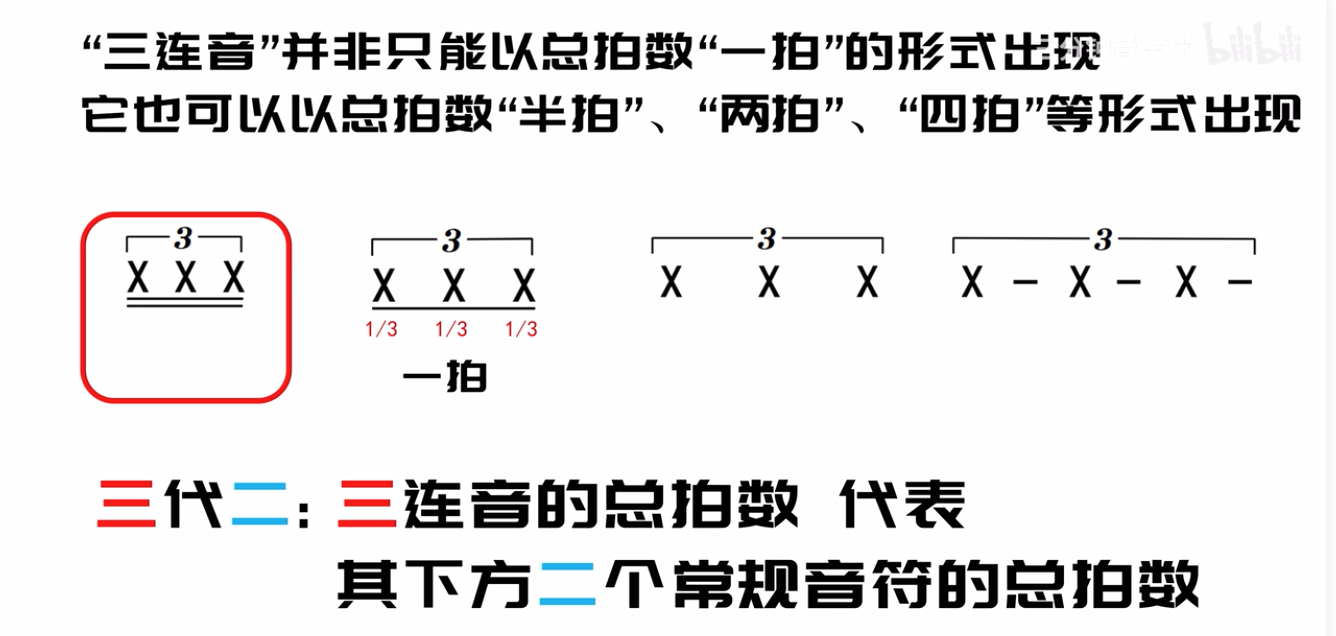 “三连音”并非只能以总拍数“一拍”的形式出现
bilibili
它也可以以总拍数“半拍”、“两拍”、“四拍”等形式出现
3 3 3 3
X X X X X X X X X X – X – X –
1/3 1/3 1/3
一拍
三代二：三连音的总拍数 代表
其下方二个常规音符的总拍数